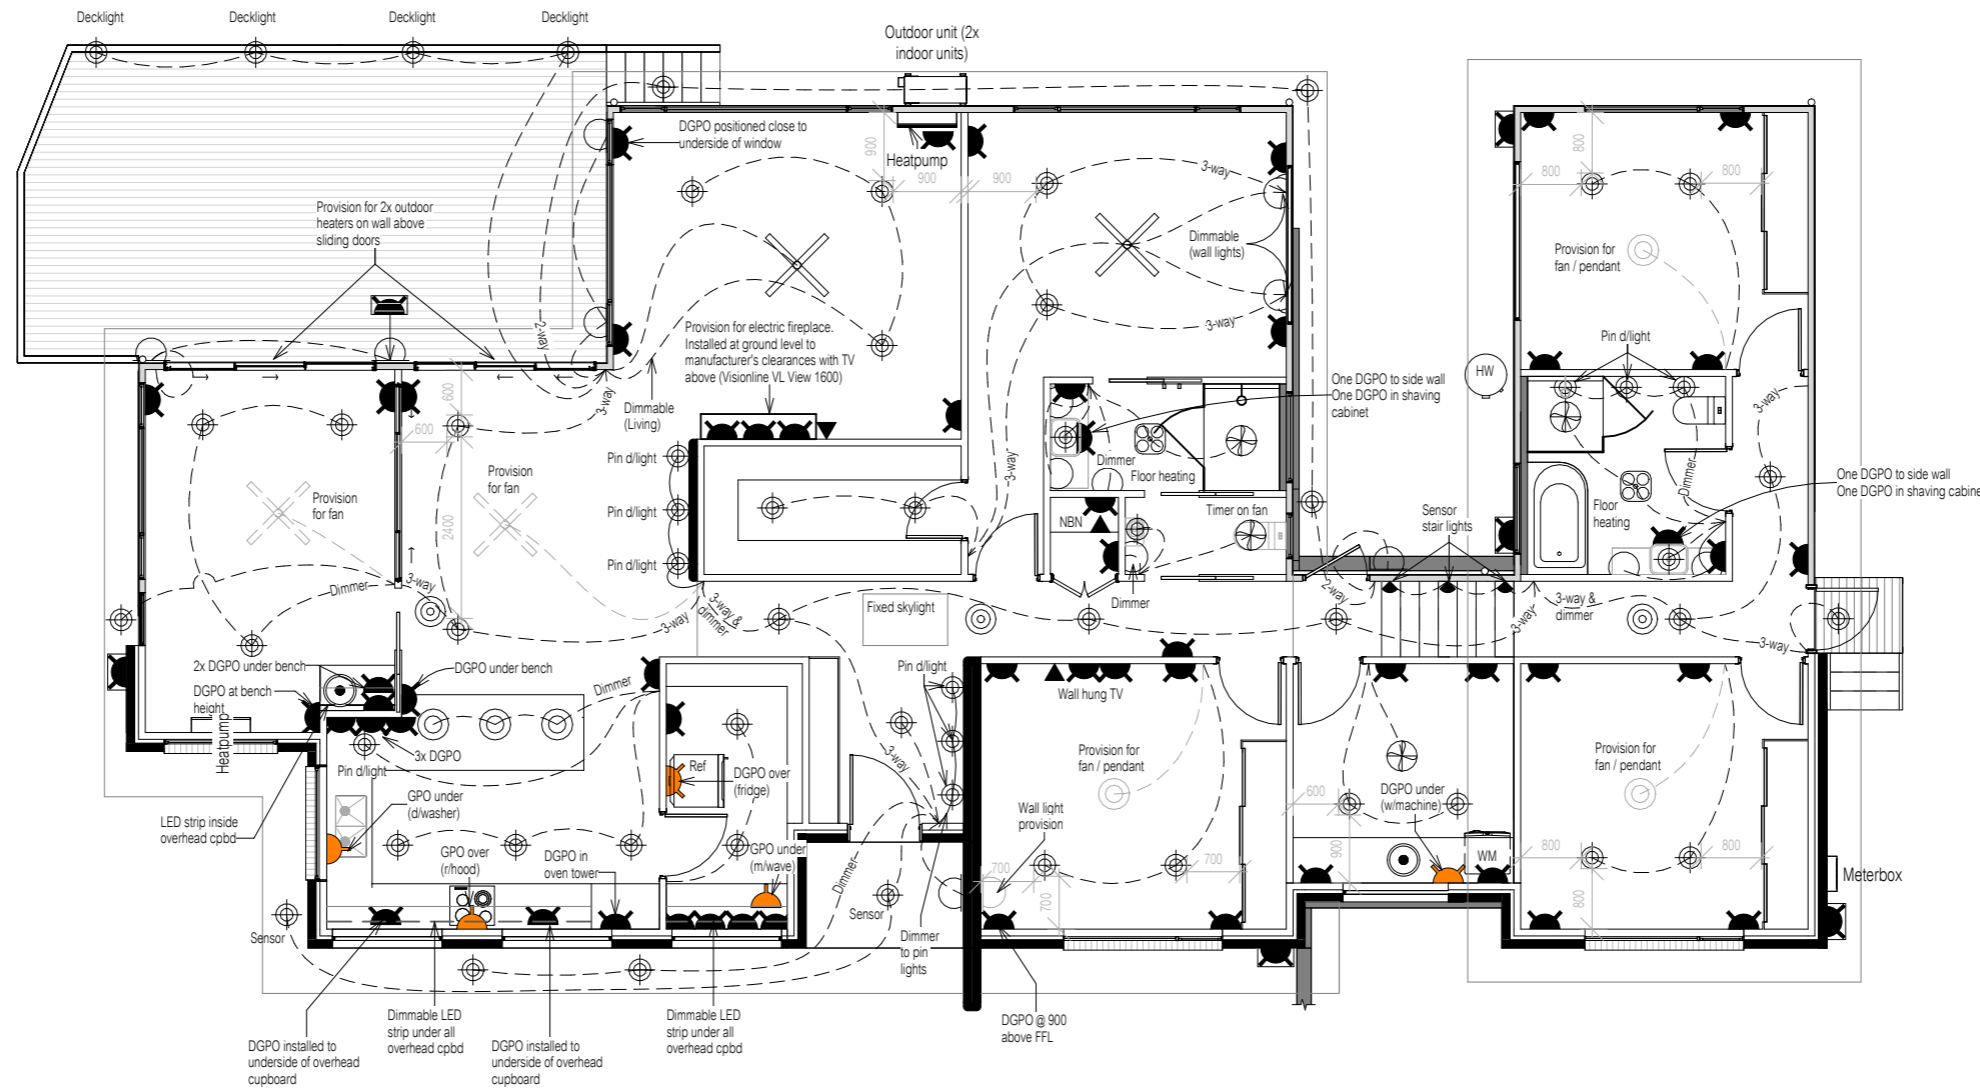 Decklight
Decklight
Decklight
Decklight
Outdoor unit (2x
indoor units)
DGPO positioned close to
underside of window
900
Heatpump
900
900
3-way
800
800
800
Provision for 2x outdoor
heaters on wall above
sliding doors
Dimmable
(wall lights)
Provision for
fan / pendant
2-way
3-way
Provision for electric fireplace.
Installed at ground level to
manufacturer's clearances with TV
above (Visionline VL View 1600)
Pin d/light
HW
One DGPO to side wall
One DGPO in shaving
cabinet
600
3-way
Dimmable
(Living)
3-way
600
Pin d/light
Dimmer
Floor heating
Dimmer
One DGPO to side wall
One DGPO in shaving cabine
Provision
for fan
Provision
for fan
3-way
Pin d/light
NBN
Timer on fan
Sensor
stair lights
Floor
heating
2400
Pin d/light
Dimmer
3-way
3-way &
dimmer
Fixed skylight
Dimmer
2-way
3-way &
dimmer
3-way
3-way
3-way
2x DGPO under bench
DGPO under bench
DGPO at bench
height
Dimmer
Pin d/light
Wall hung TV
Heatpump
3x DGPO
3-way
Pin d/light
Ref
DGPO over
(fridge)
Provision for
fan / pendant
Provision for
fan / pendant
GPO under
(d/washer)
DGPO under
(w/machine)
600
LED strip inside
overhead cpbd
Wall light
provision
GPO over
(r/hood)
DGPO in
oven tower
GPO under
(m/wave)
900
WM
700
700
800
800
Dimmer
Meterbox
700
800
Sensor
Sensor
Dimmer
to pin
lights
Dimmable LED
strip under all
overhead cpbd
Dimmable LED
strip under all
overhead cpbd
DGPO @ 900
above FFL
DGPO installed to
underside of overhead
cupboard
DGPO installed to
underside of overhead
cupboard